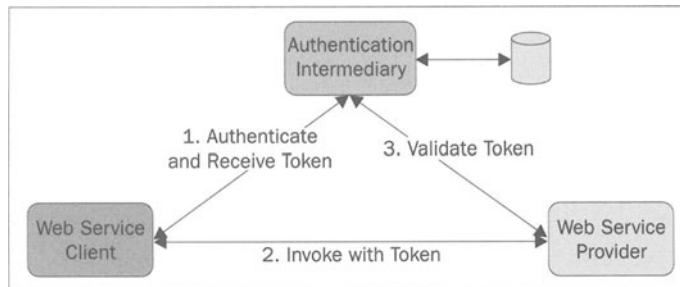 Authentication
Intermediary
1. Authenticate
and Receive Token
3. Validate Token
Web Service
Client
2. Invoke with Token
Web Service
Provider